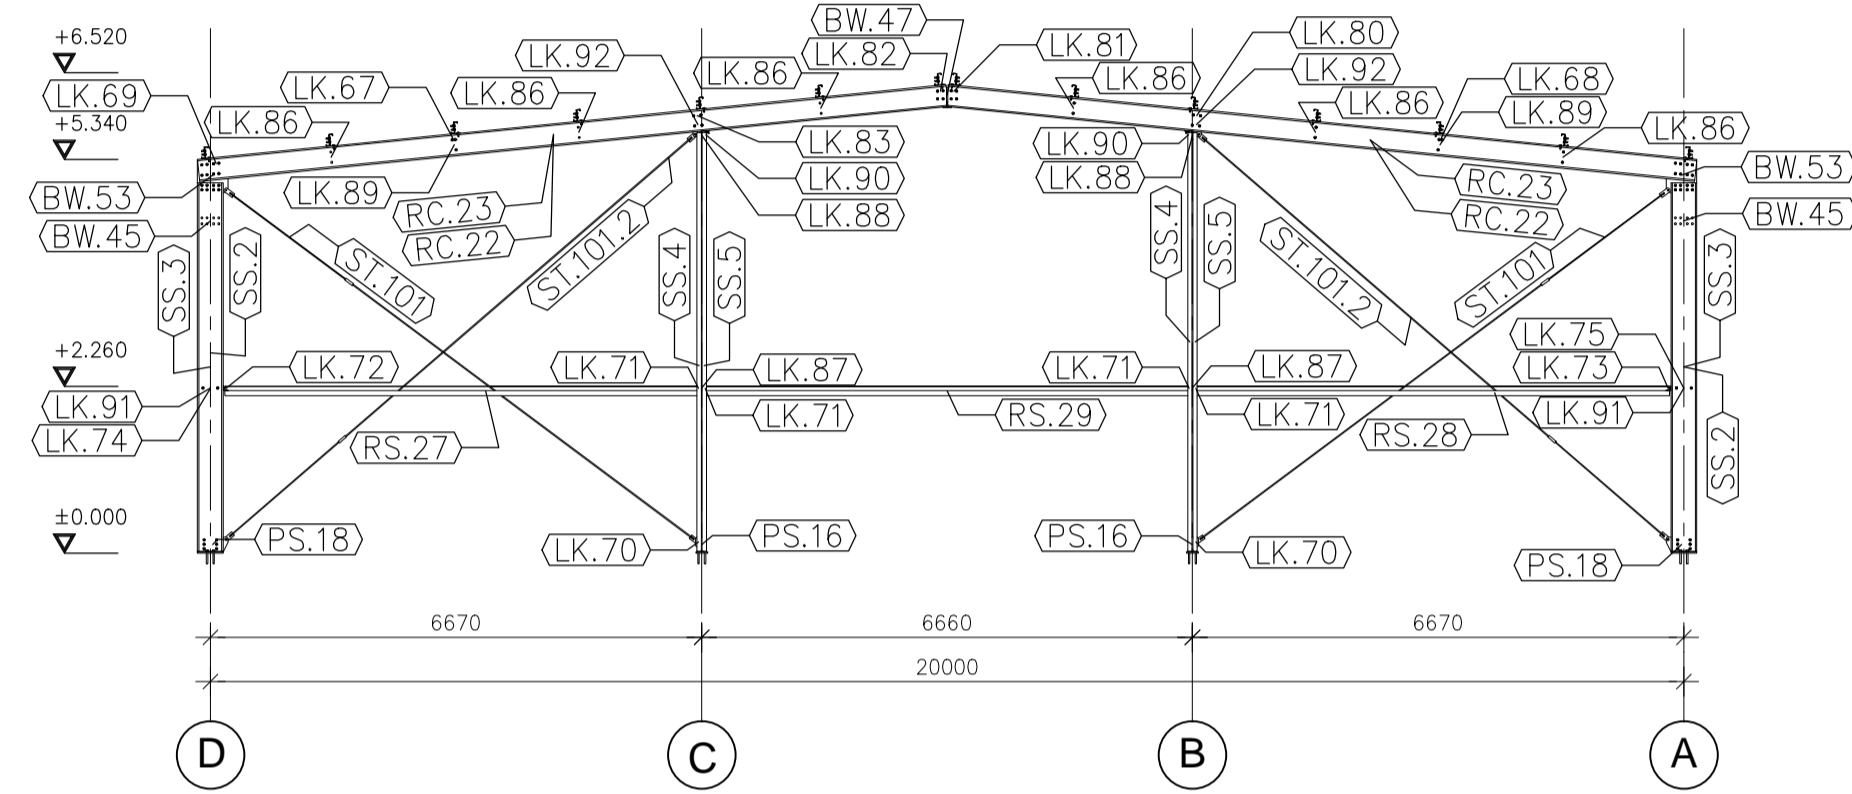 +6.520
BW.47
LK.80
LK.92
LK.82
LK.81
LK.92
LK.69
LK.67
LK.86
LK.86
LK.86
LK.86
LK.68
LK.89
+5.340
LK.86
LK.83
LK.90
LK.86
BW.53
LK.89
RC.23
LK.90
LK.88
RC.23
BW.53
BW.45
RC.22
ST.101.2
LK.88
RC.22
BW.45
SS.3
SS.2
ST.101
SS.4
SS.5
SS.4
SS.5
ST.101.2
ST.101
SS.3
+2.260
LK.72
LK.71
LK.87
LK.71
LK.87
LK.75
LK.73
LK.91
LK.74
RS.27
LK.71
RS.29
LK.71
RS.28
LK.91
SS.2
±0.000
PS.18
LK.70
PS.16
PS.16
LK.70
PS.18
6670
6660
6670
20000
D
C
B
A